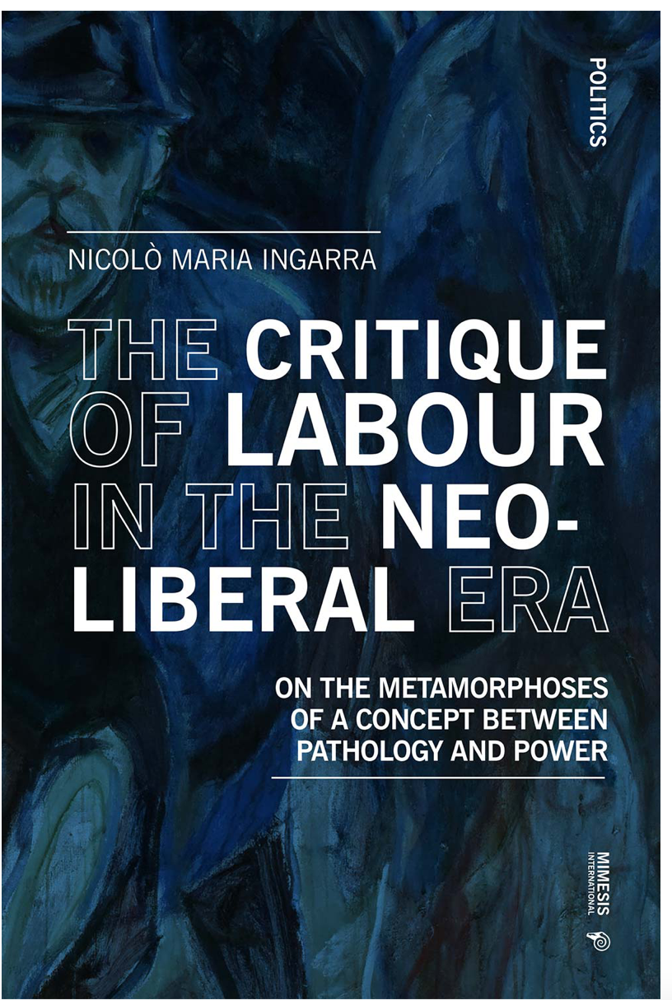 POLITICS
NICOLÒ MARIA INGARRA
THE CRITIQUE
OF LABOUR
IN THE NEO-
LIBERAL ERA
ON THE METAMORPHOSES
OF A CONCEPT BETWEEN
PATHOLOGY AND POWER
MIMESIS
INTERNATIONAL